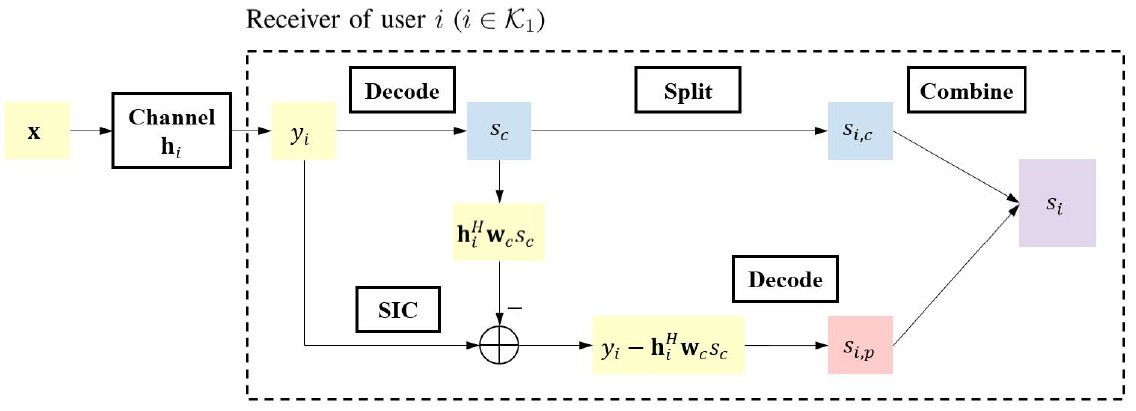 Receiver of user i (i ∈ 𝒦₁)
Decode
Split
Combine
x
Channel
hᵢ
yᵢ
s_c
s_{i,c}
sᵢ
hᵢᴴw_c s_c
Decode
SIC
−
yᵢ − hᵢᴴw_c s_c
s_{i,p}